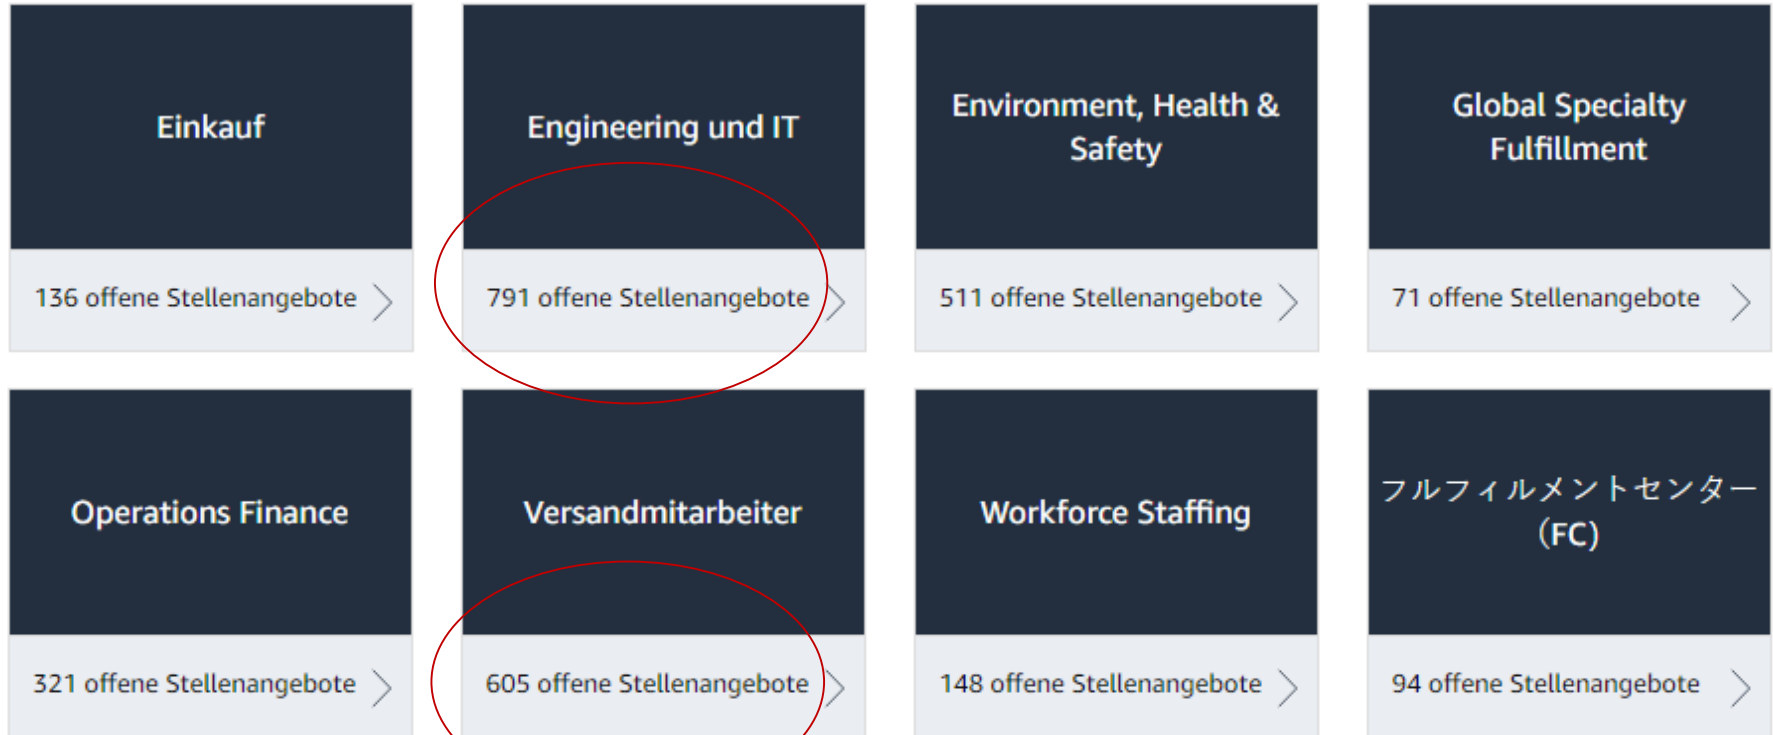 Einkauf
Engineering und IT
Environment, Health &
Safety
Global Specialty
Fulfillment
136 offene Stellenangebote
791 offene Stellenangebote
511 offene Stellenangebote
71 offene Stellenangebote
Operations Finance
Versandmitarbeiter
Workforce Staffing
フルフィルメントセンター
（FC)
321 offene Stellenangebote
605 offene Stellenangebote
148 offene Stellenangebote
94 offene Stellenangebote